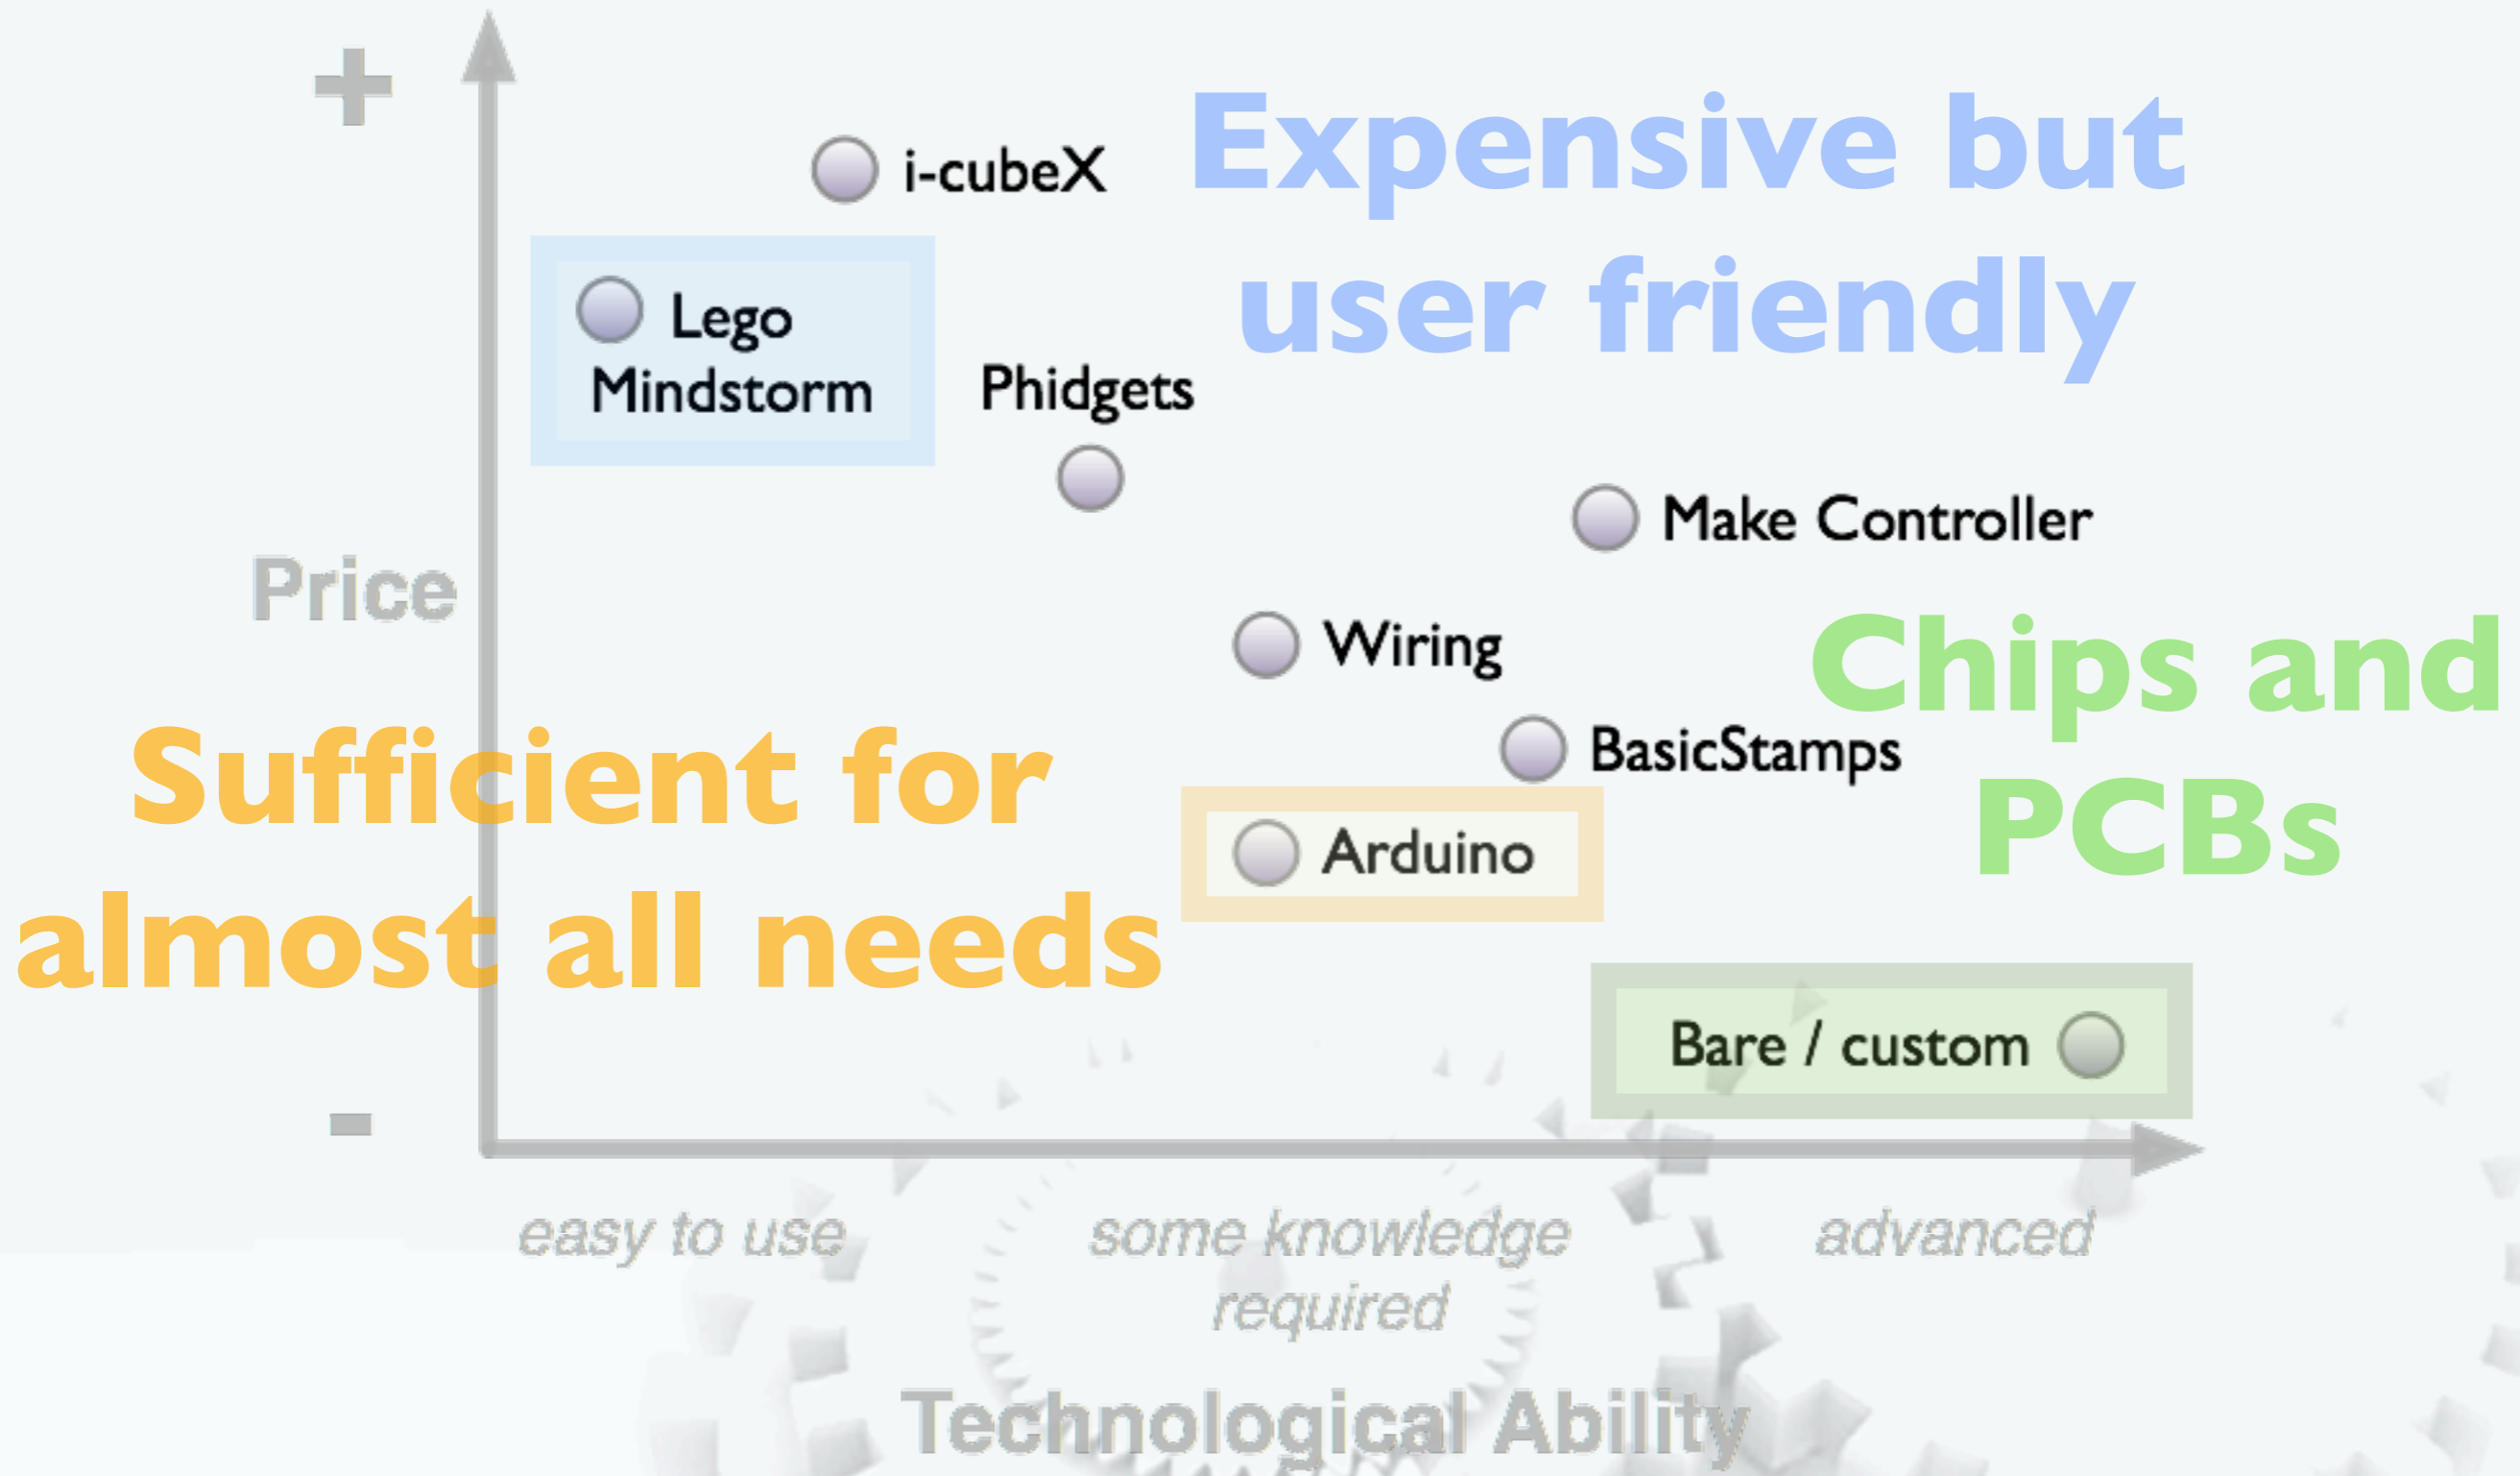 +
i-cubeX
Expensive but
user friendly
Lego
Mindstorm
Phidgets
Make Controller
Price
Wiring
Chips and
PCBs
BasicStamps
Sufficient for
almost all needs
Arduino
Bare / custom
-
easy to use
some knowledge
required
advanced
Technological Ability